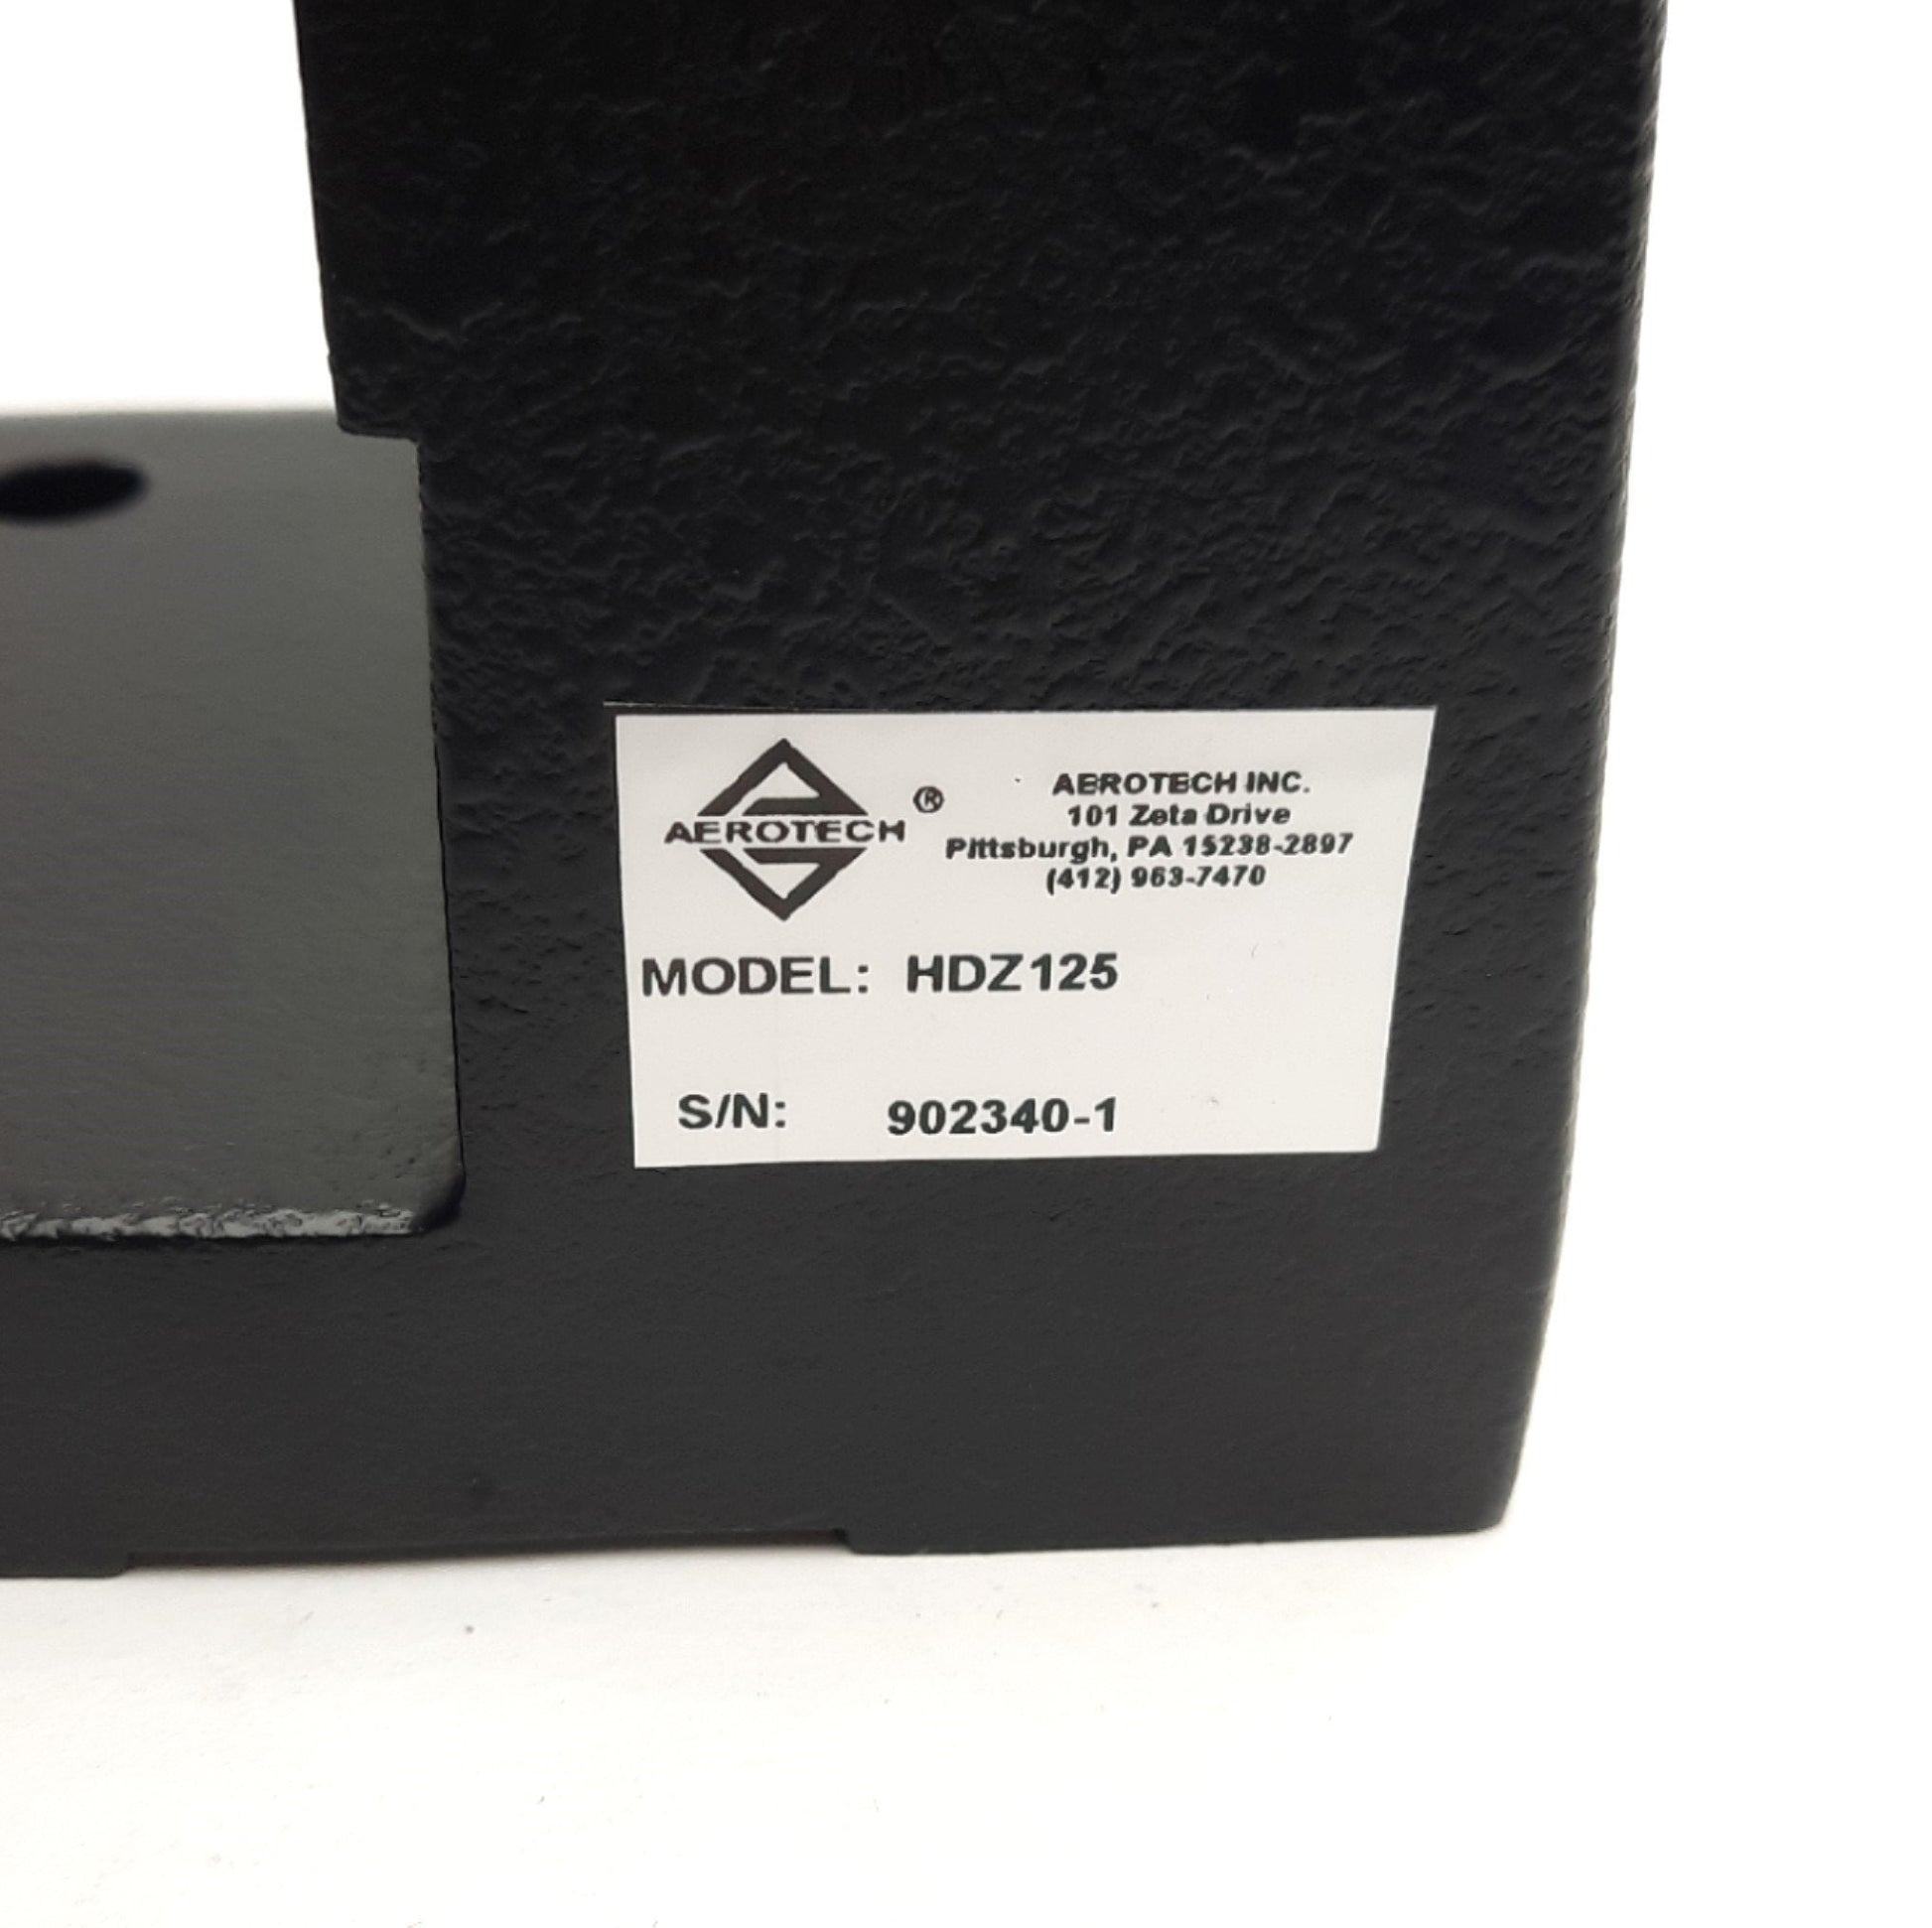 AEROTECH ®
AEROTECH INC.
101 Zeta Drive
Pittsburgh, PA 15238-2897
(412) 963-7470
MODEL: HDZ125
S/N: 902340-1